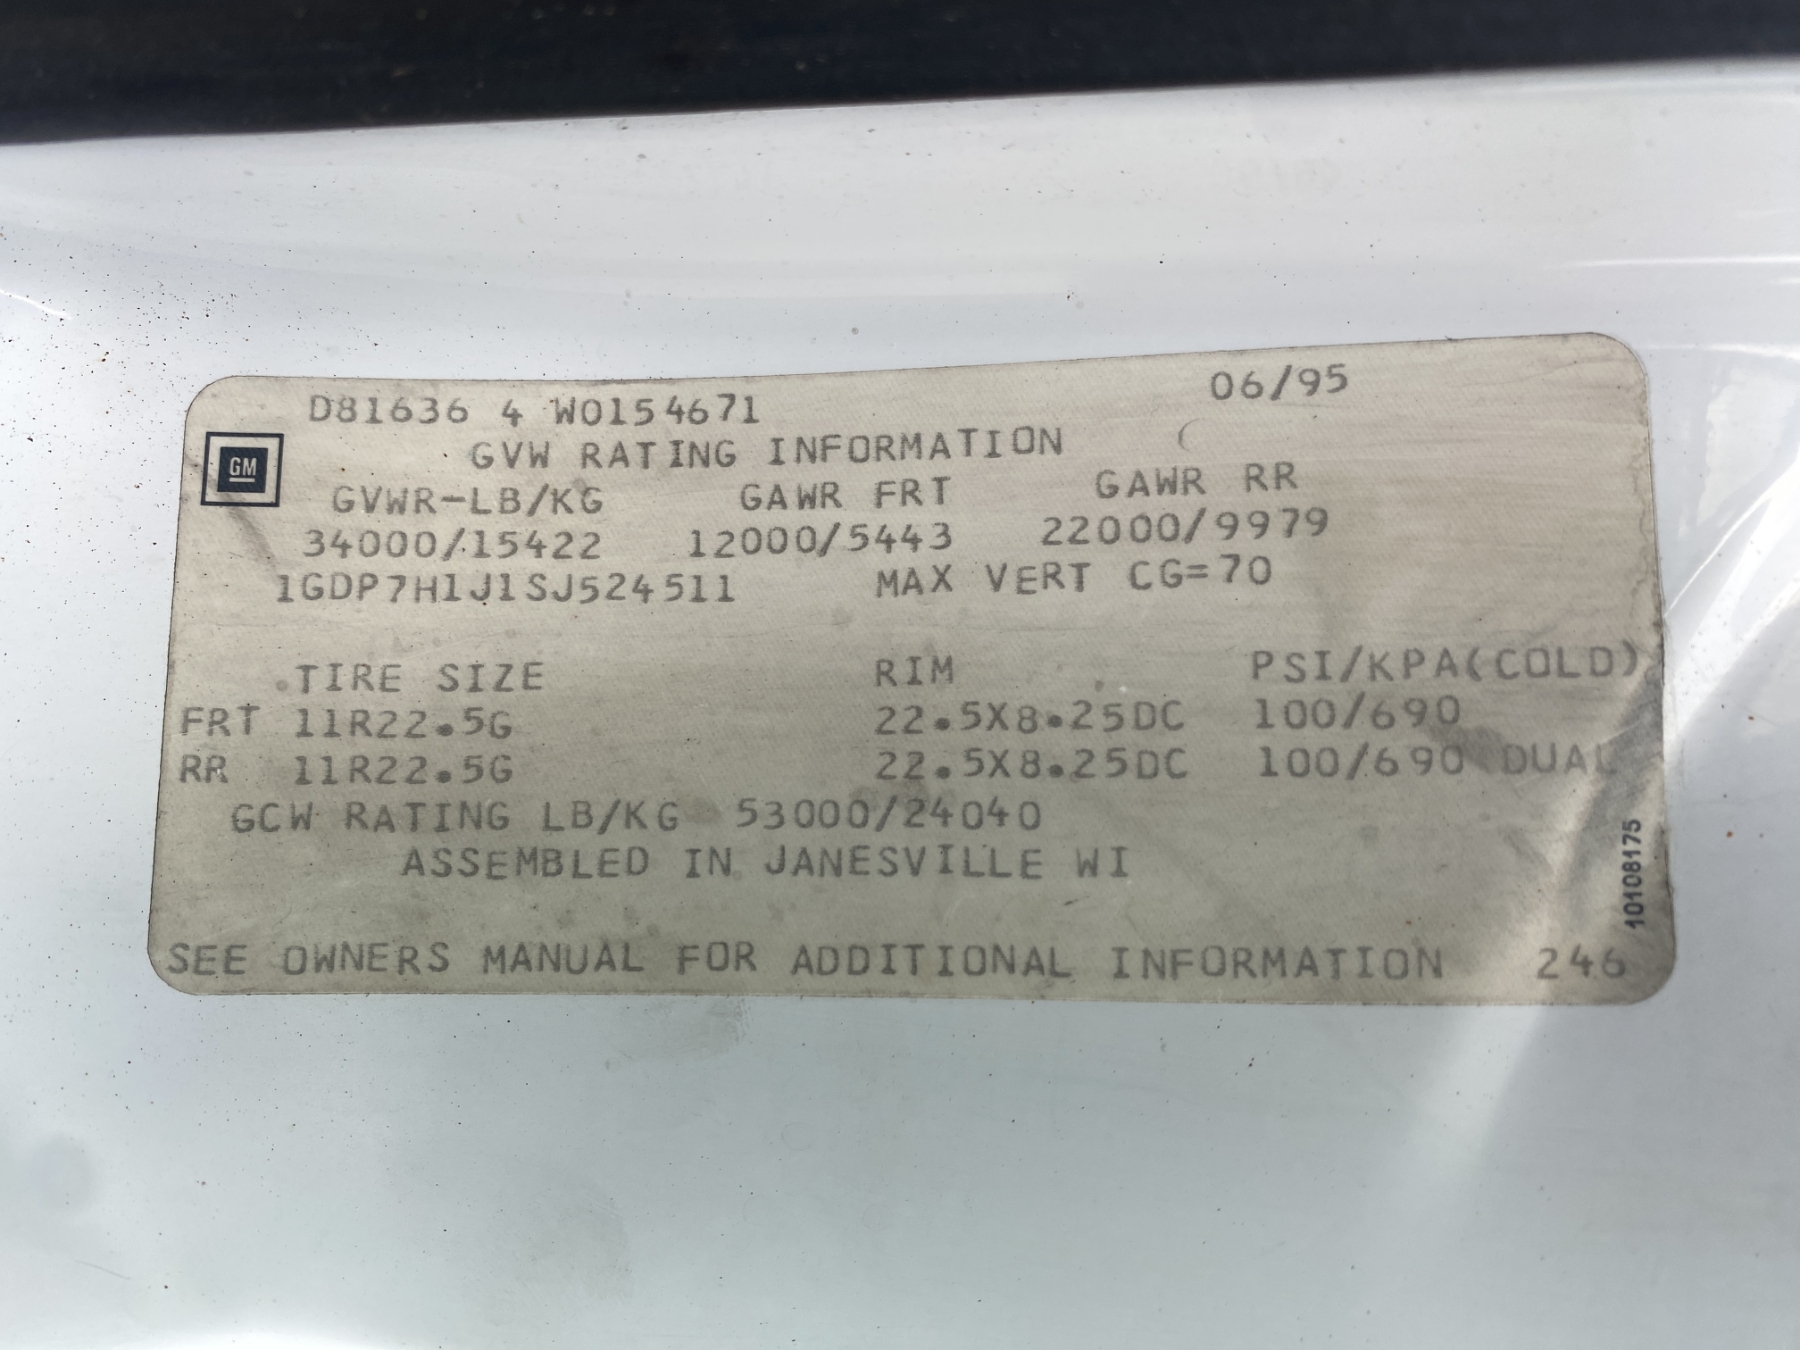 D81636 4 W0154671 06/95
GM
GVW RATING INFORMATION
GVWR-LB/KG GAWR FRT GAWR RR
34000/15422 12000/5443 22000/9979
1GDP7H1J1SJ524511 MAX VERT CG=70
TIRE SIZE RIM PSI/KPA(COLD)
FRT 11R22.5G 22.5X8.25DC 100/690
RR 11R22.5G 22.5X8.25DC 100/690 DUAL
GCW RATING LB/KG 53000/24040
ASSEMBLED IN JANESVILLE WI
SEE OWNERS MANUAL FOR ADDITIONAL INFORMATION 246
10108175